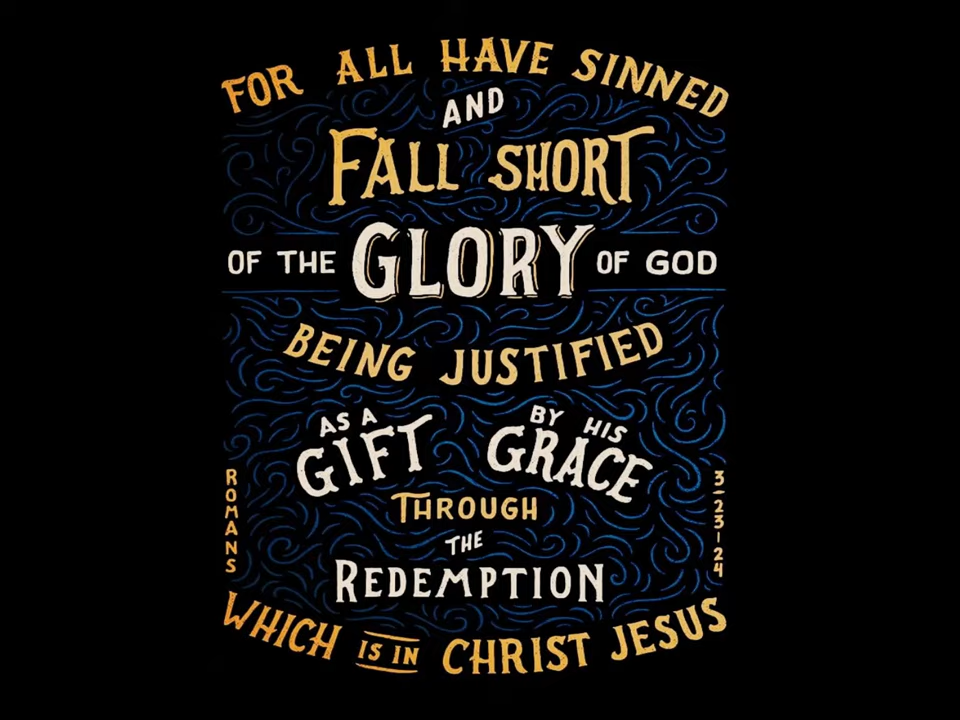 FOR ALL HAVE SINNED
AND
FALL SHORT
OF THE GLORY OF GOD
BEING JUSTIFIED
AS A GIFT BY HIS GRACE
THROUGH
THE
REDEMPTION
WHICH IS IN CHRIST JESUS
ROMANS
3-23-24